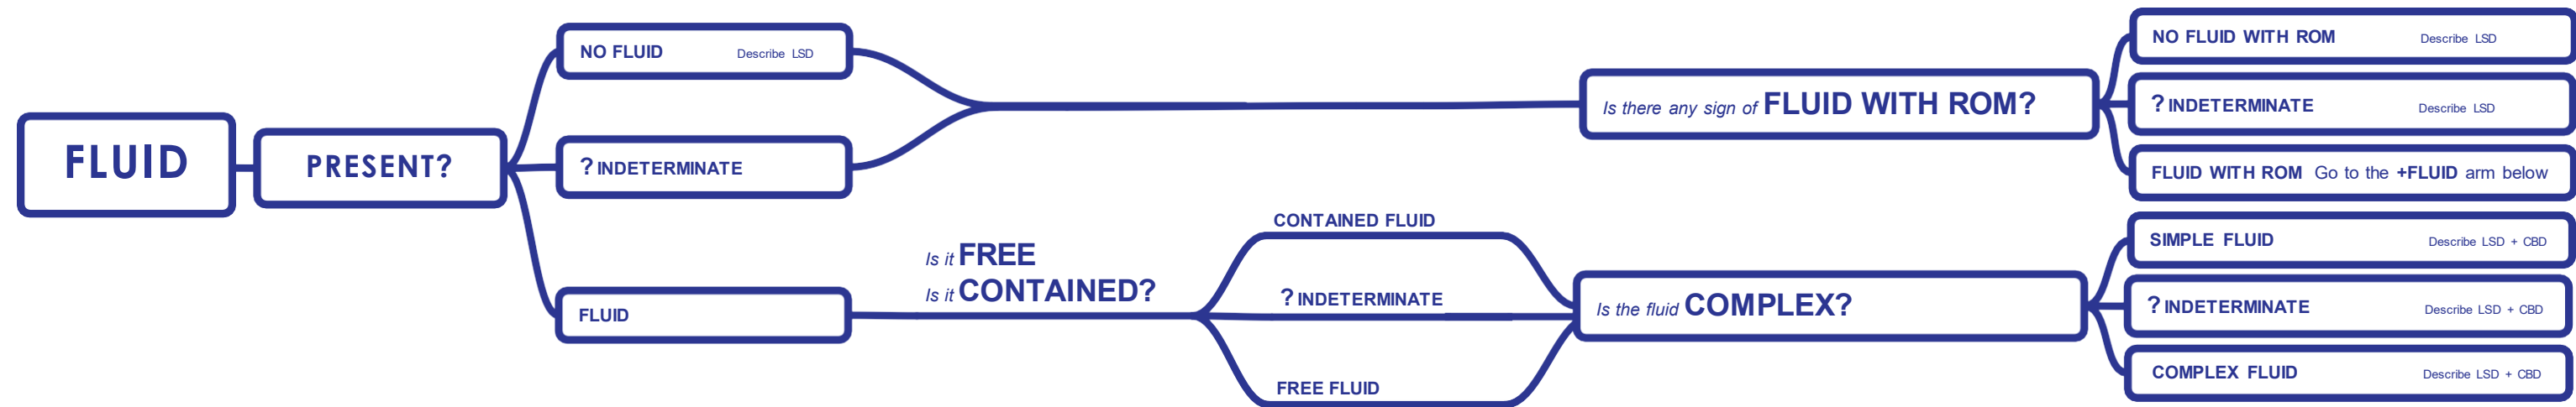 FLUID
PRESENT?
NO FLUID Describe LSD
? INDETERMINATE
FLUID
Is it FREE
Is it CONTAINED?
CONTAINED FLUID
? INDETERMINATE
FREE FLUID
Is there any sign of FLUID WITH ROM?
NO FLUID WITH ROM Describe LSD
? INDETERMINATE Describe LSD
FLUID WITH ROM Go to the +FLUID arm below
Is the fluid COMPLEX?
SIMPLE FLUID Describe LSD + CBD
? INDETERMINATE Describe LSD + CBD
COMPLEX FLUID Describe LSD + CBD